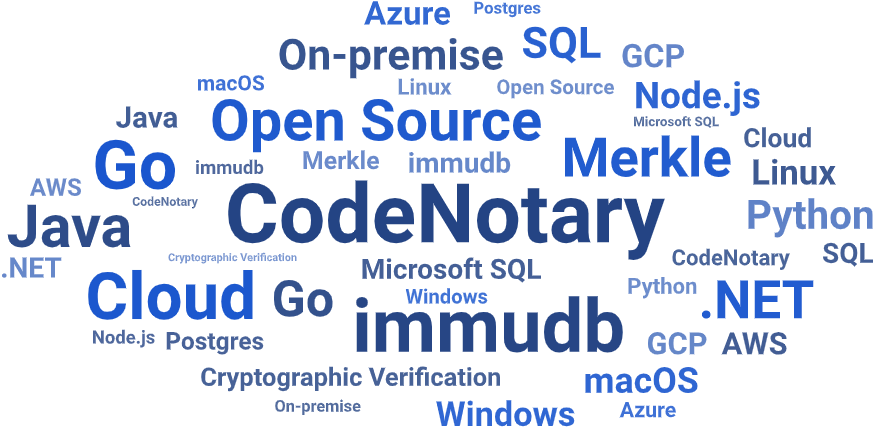 Azure
Postgres
On-premise
SQL
GCP
macOS
Linux
Open Source
Node.js
Java
Open Source
Microsoft SQL
Cloud
Go
immudb
Merkle
immudb
Merkle
Linux
AWS
CodeNotary
CodeNotary
Python
Java
.NET
Cryptographic Verification
Microsoft SQL
CodeNotary
SQL
Cloud
Go
Windows
Python
.NET
Node.js
Postgres
immudb
GCP
AWS
Cryptographic Verification
macOS
On-premise
Windows
Azure